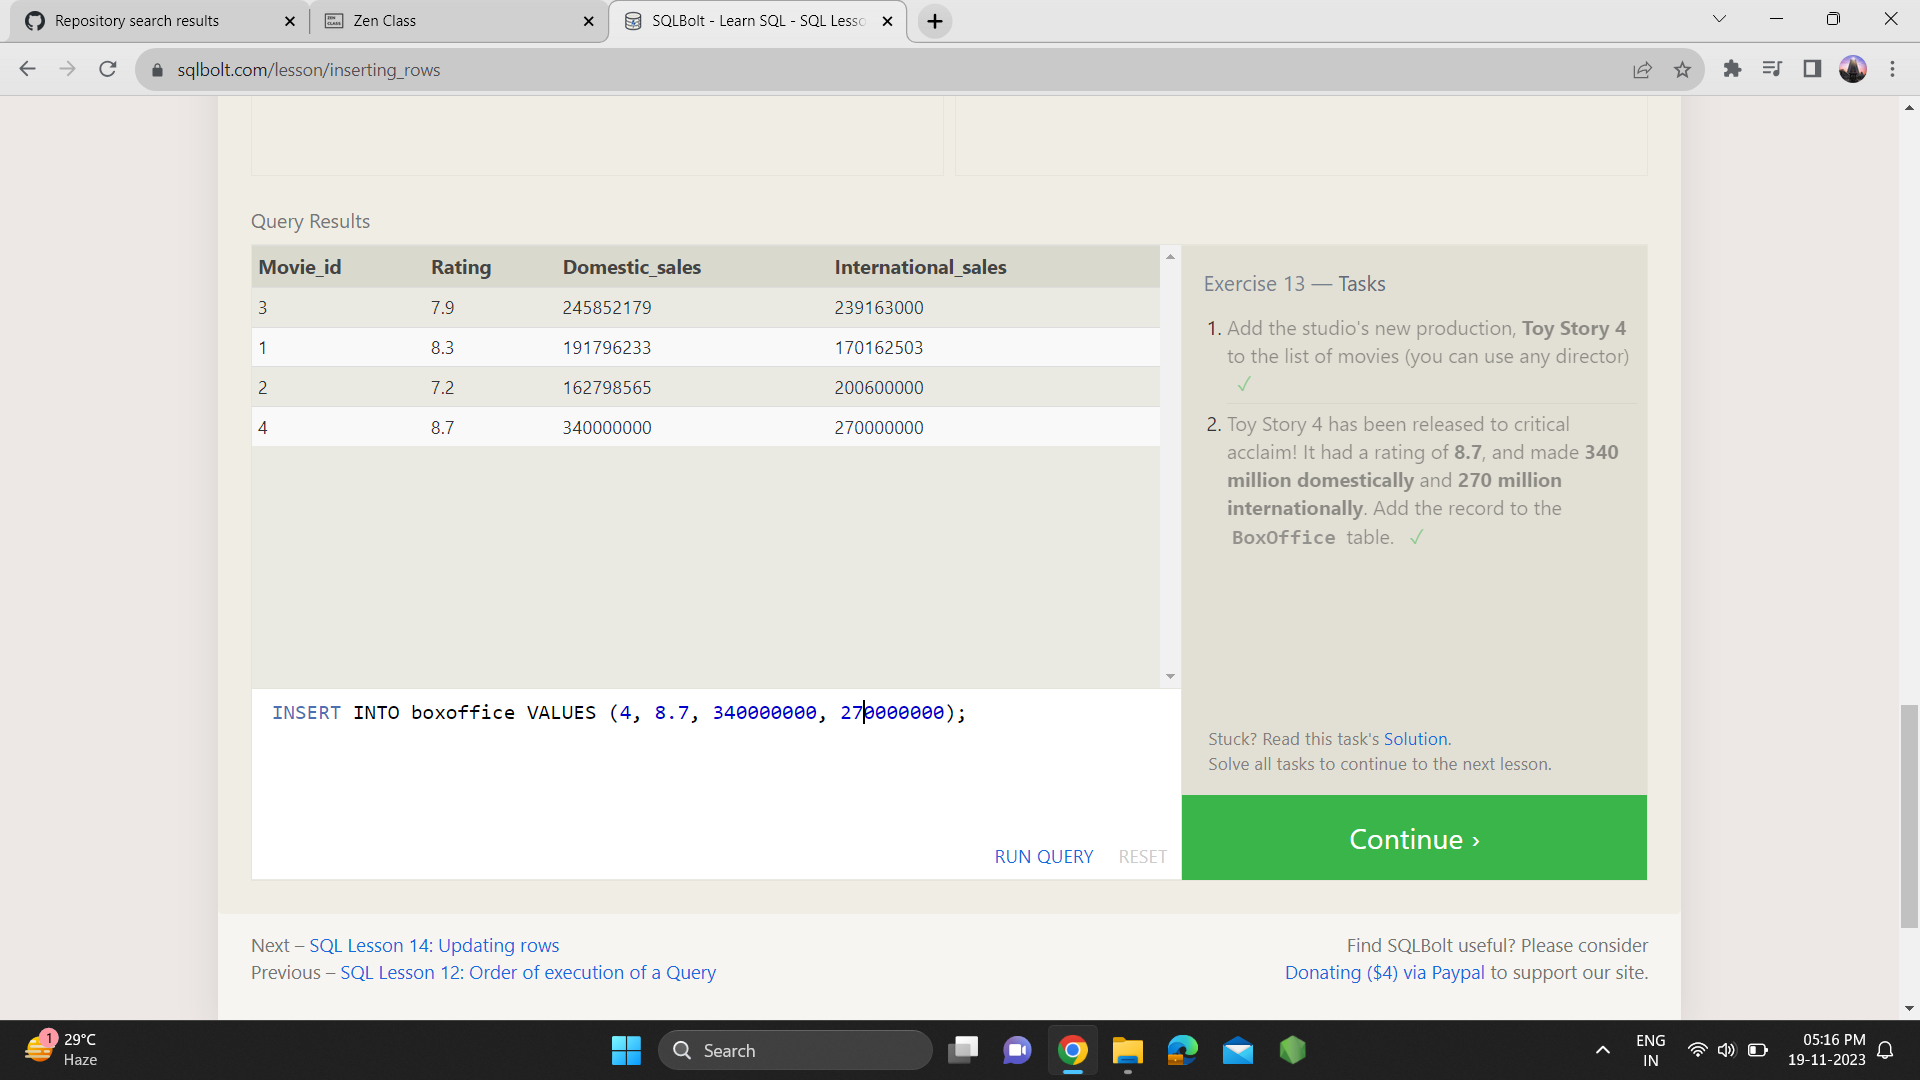 Repository search results
Zen Class
SQLBolt - Learn SQL - SQL Lesso
sqlbolt.com/lesson/inserting_rows
Query Results
Movie_id Rating Domestic_sales International_sales
3 7.9 245852179 239163000
1 8.3 191796233 170162503
2 7.2 162798565 200600000
4 8.7 340000000 270000000
Exercise 13 — Tasks
1. Add the studio's new production, Toy Story 4
to the list of movies (you can use any director)
✓
2. Toy Story 4 has been released to critical
acclaim! It had a rating of 8.7, and made 340
million domestically and 270 million
internationally. Add the record to the
BoxOffice table. ✓
INSERT INTO boxoffice VALUES (4, 8.7, 340000000, 270000000);
RUN QUERY RESET
Stuck? Read this task's Solution.
Solve all tasks to continue to the next lesson.
Continue ›
Next – SQL Lesson 14: Updating rows
Previous – SQL Lesson 12: Order of execution of a Query
Find SQLBolt useful? Please consider
Donating ($4) via Paypal to support our site.
1
29°C
Haze
Search
ENG
IN
05:16 PM
19-11-2023